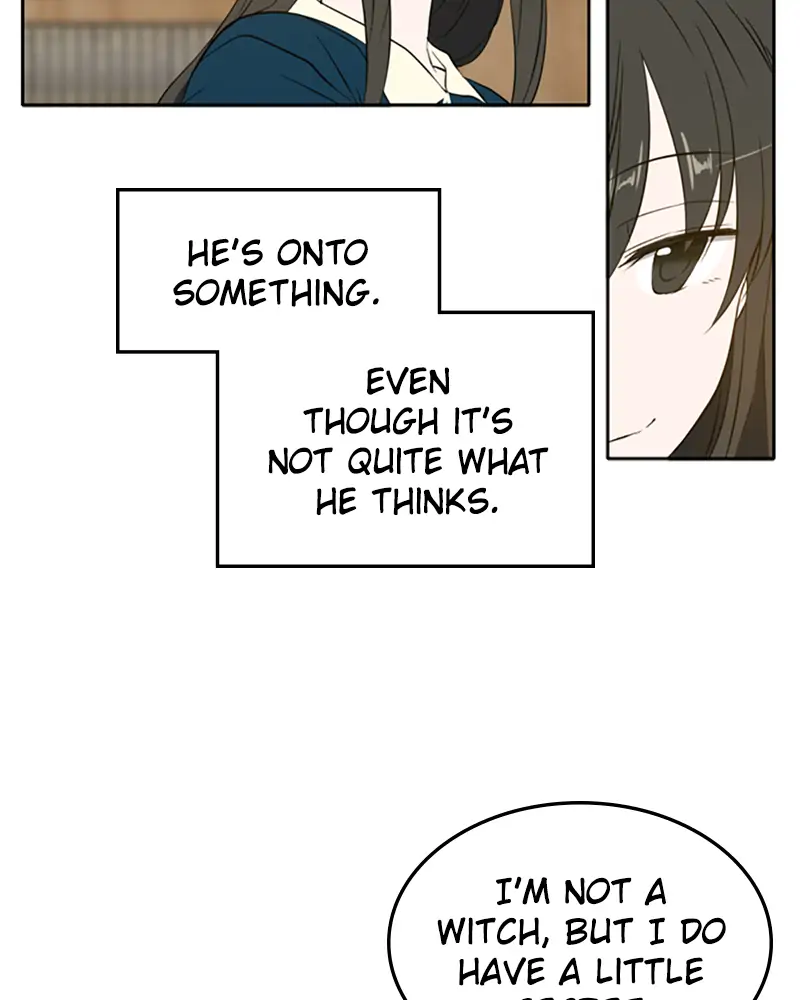 HE'S ONTO
SOMETHING.
EVEN
THOUGH IT'S
NOT QUITE WHAT
HE THINKS.
I'M NOT A
WITCH, BUT I DO
HAVE A LITTLE